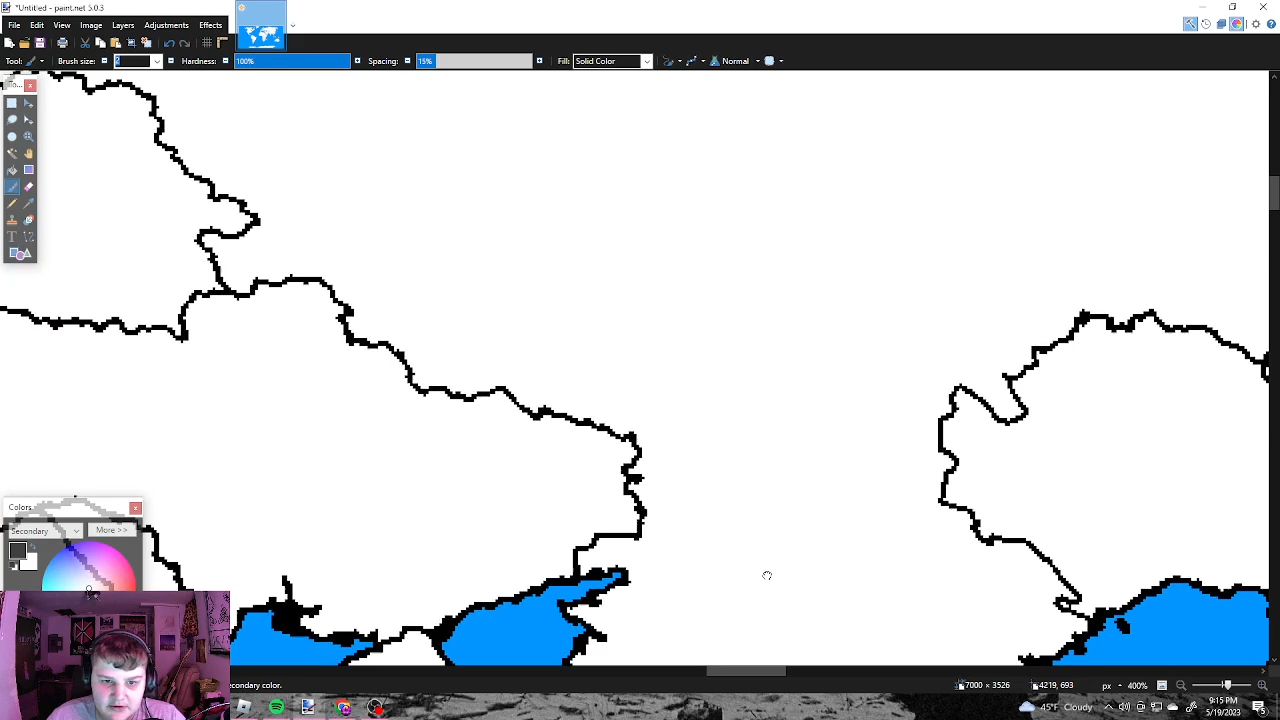 *Untitled - paint.net 5.0.3
File Edit View Image Layers Adjustments Effects
Tool: Brush size: 2 Hardness: 100% Spacing: 15% Fill: Solid Color Normal
Colors
Secondary More >>
econdary color.
7000 × 3526 4219, 693 px 400%
45°F Cloudy 9:15 PM
5/19/2023